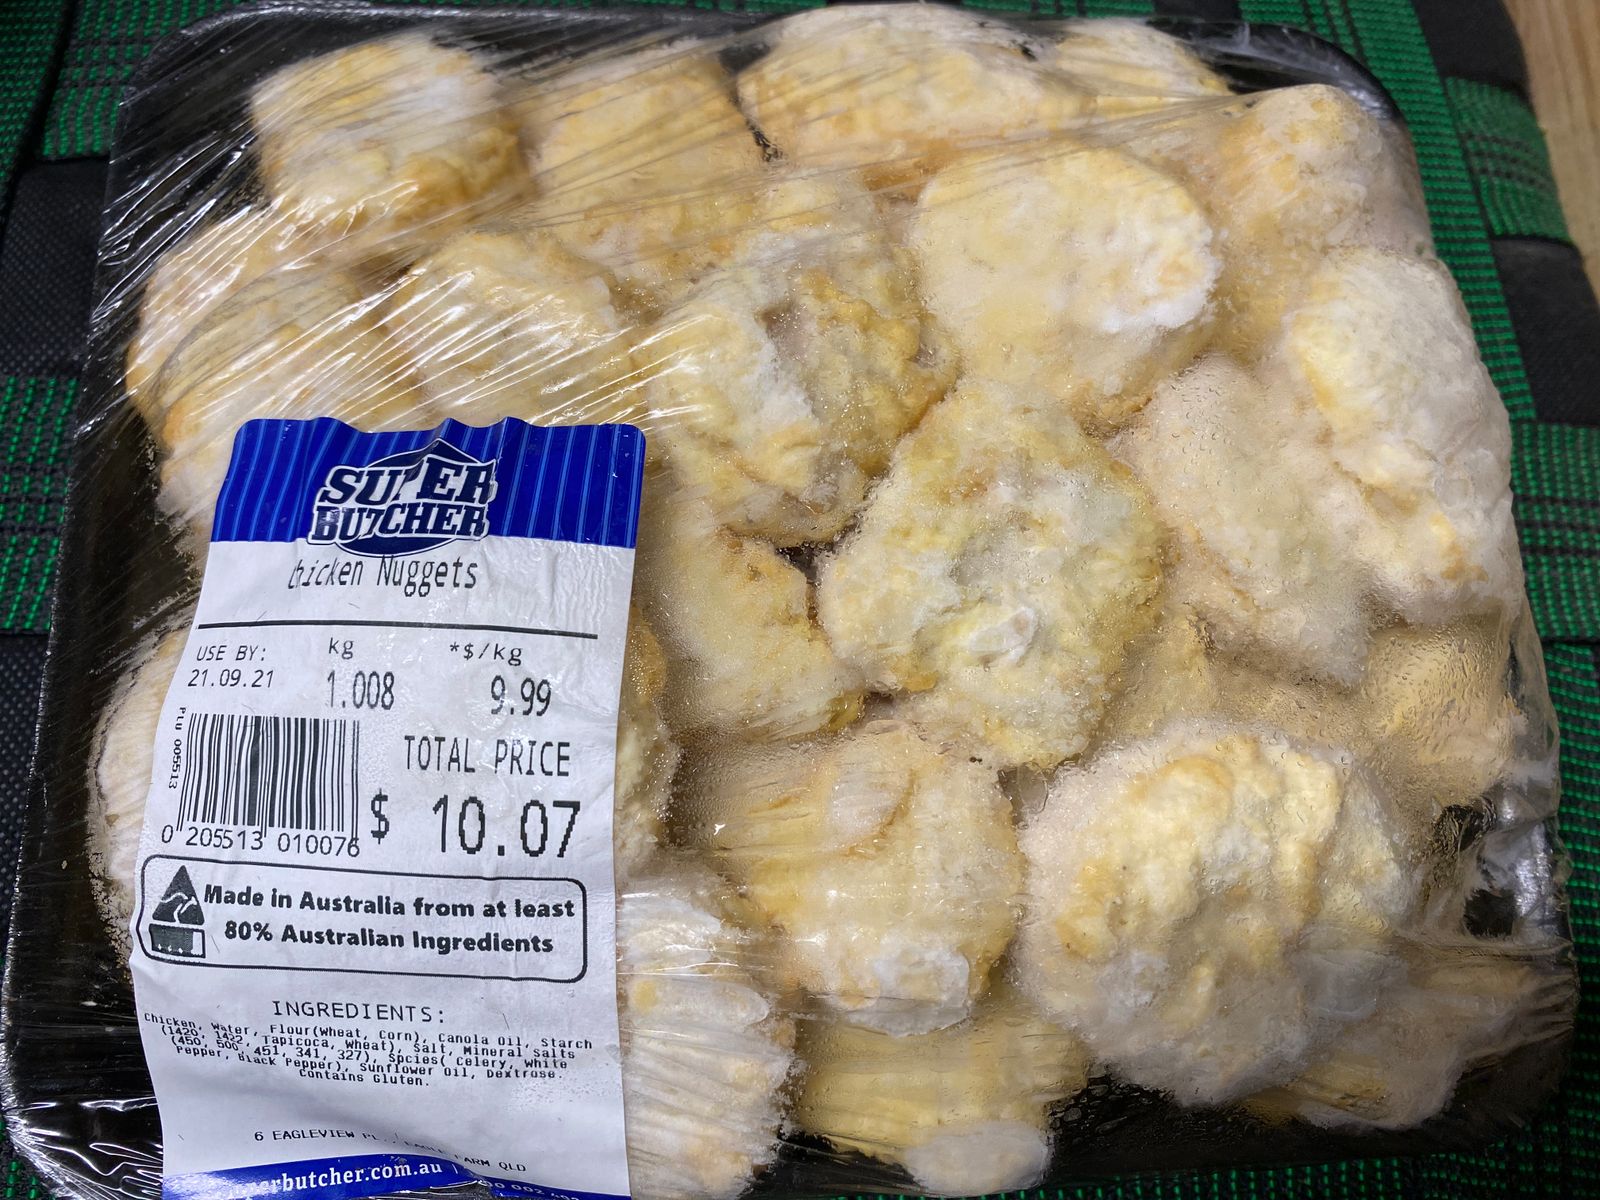 SUPER
BUTCHER
Chicken Nuggets
USE BY: kg *$/kg
21.09.21 1.008 9.99
PLU 005513
TOTAL PRICE
$ 10.07
0 205513 010076
Made in Australia from at least
80% Australian Ingredients
INGREDIENTS:
Chicken, Water, Flour(Wheat, Corn), Canola Oil, Starch
(1420, 1422, Tapicoca, Wheat), Salt, Mineral Salts
(450, 500, 451, 341, 327), Spcies( Celery, White
Pepper, Black Pepper), Sunflower Oil, Dextrose.
Contains Gluten.
6 EAGLEVIEW PL. FARM QLD
erbutcher.com.au